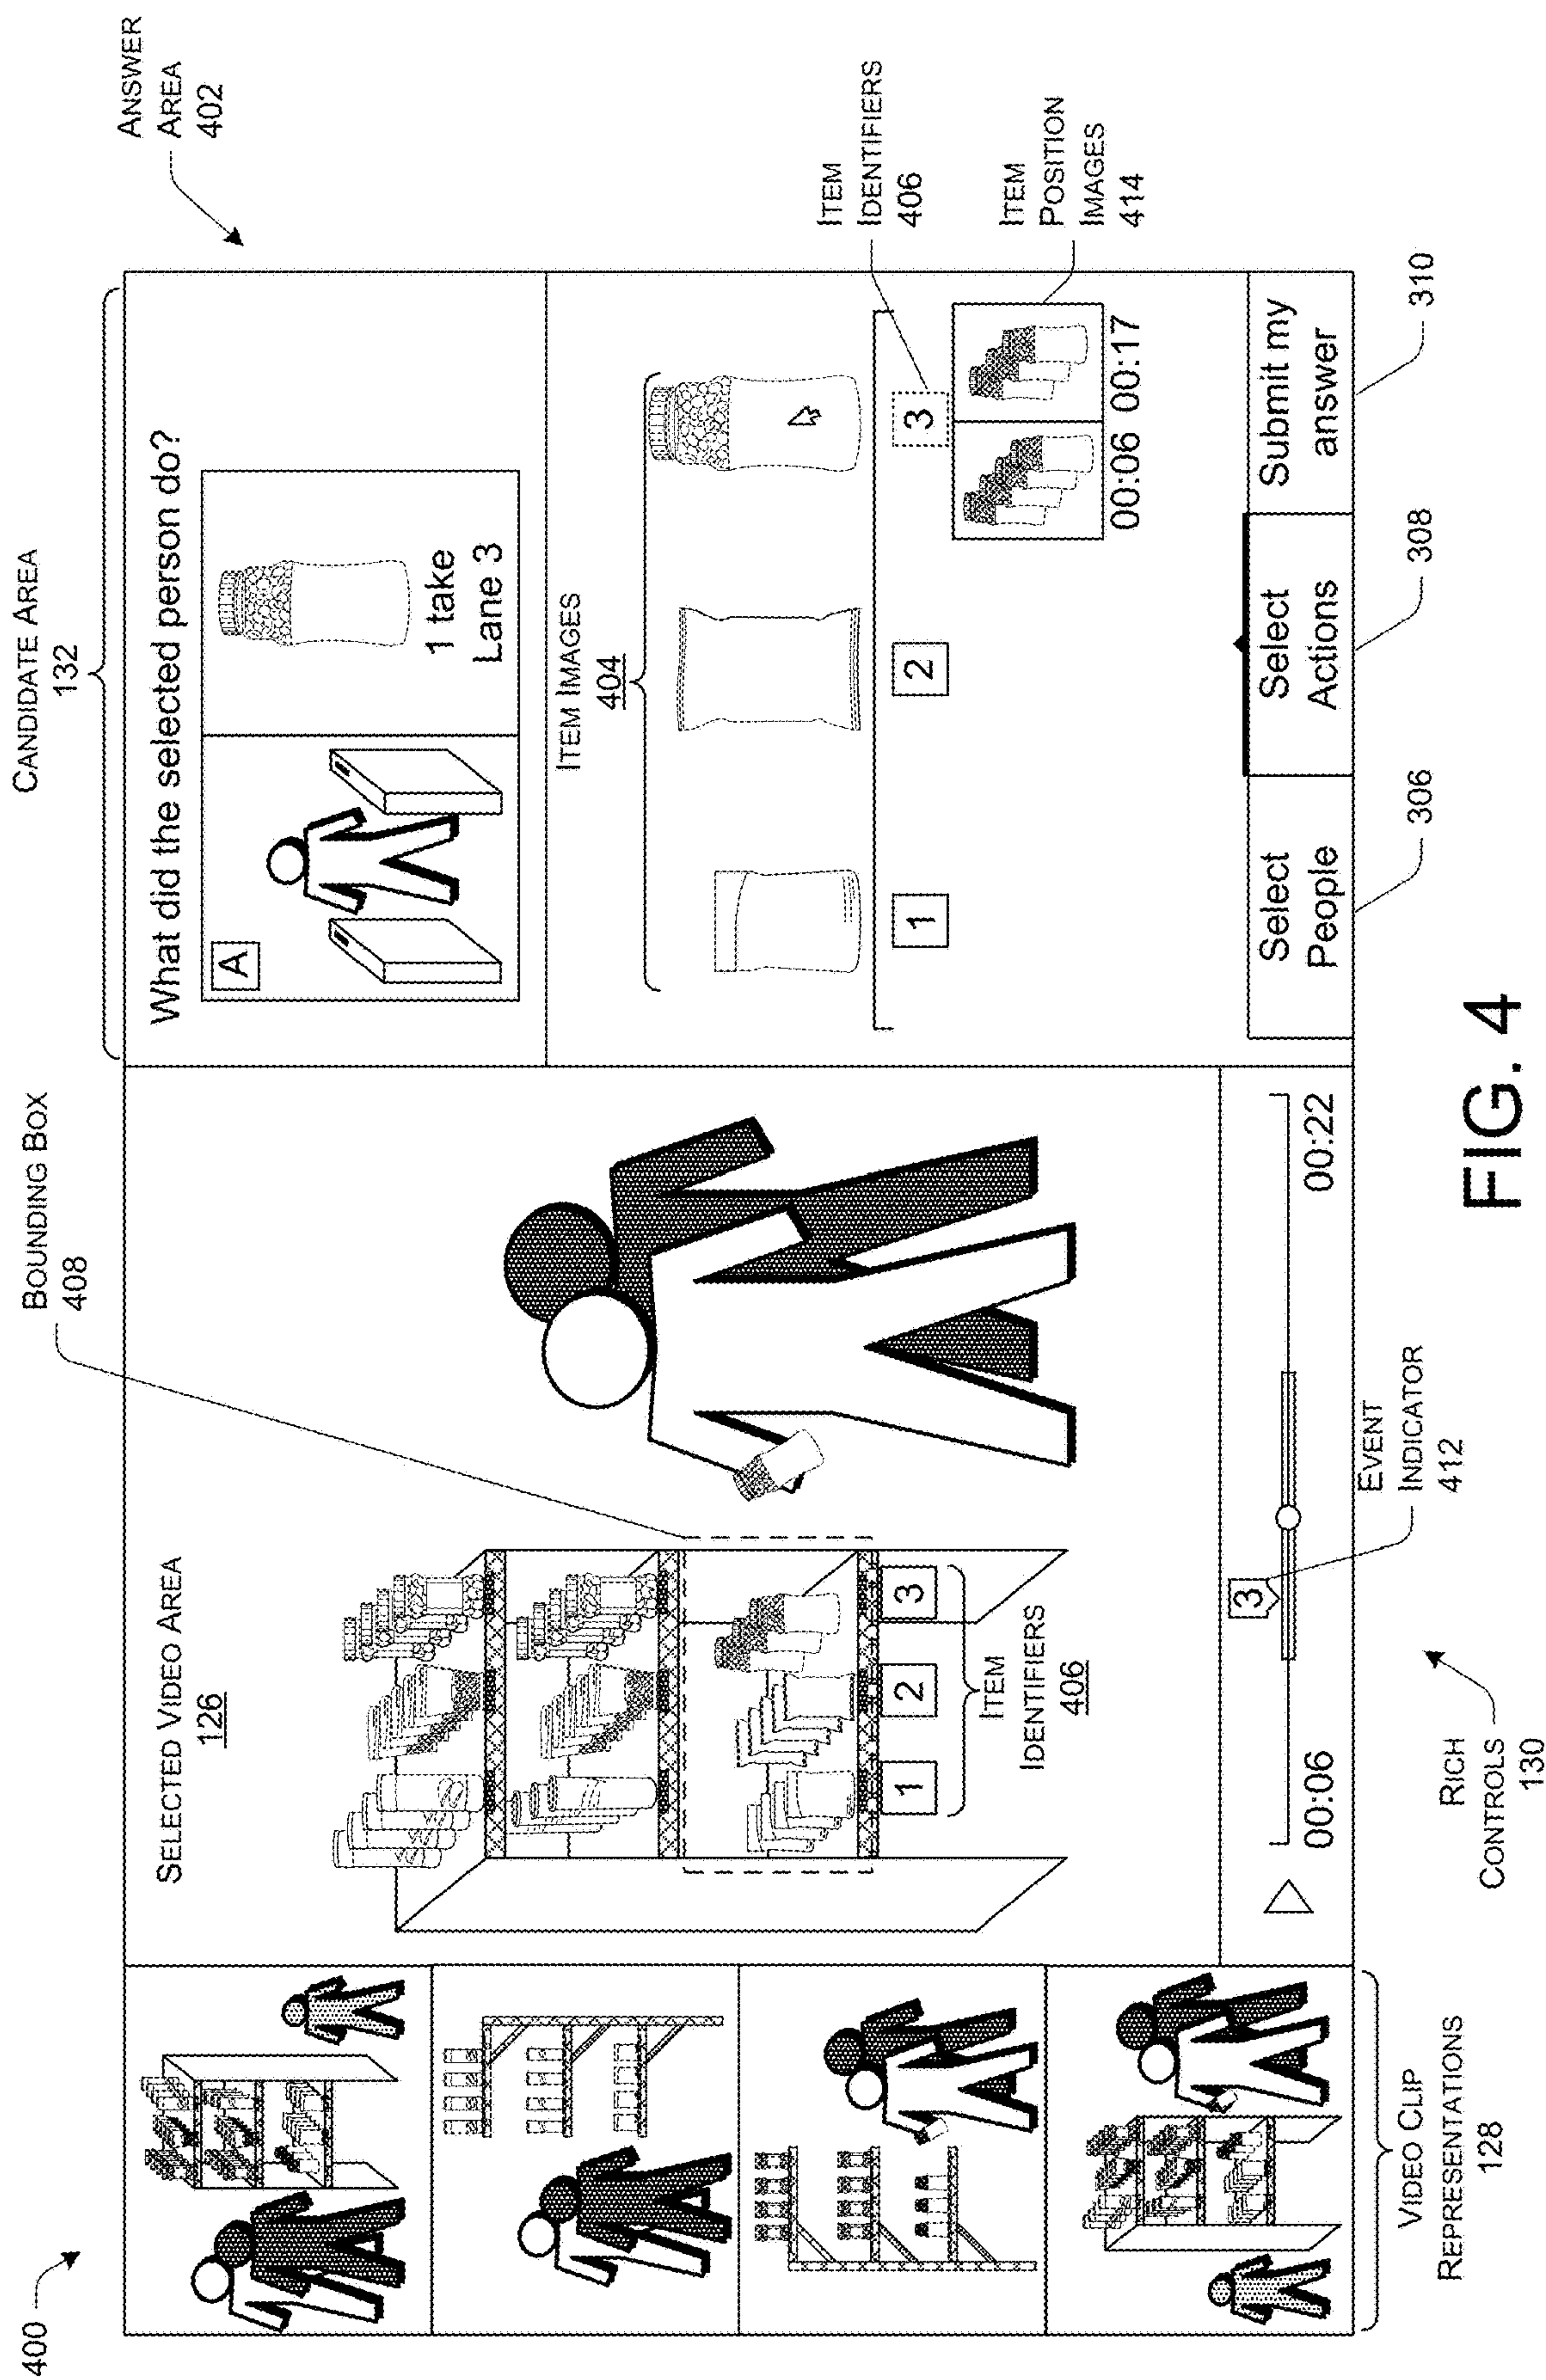 400
CANDIDATE AREA
132
ANSWER
AREA
402
BOUNDING BOX
408
SELECTED VIDEO AREA
126
What did the selected person do?
A
1 take
Lane 3
ITEM IMAGES
404
1
2
3
ITEM
IDENTIFIERS
406
00:06 00:17
ITEM
POSITION
IMAGES
414
1
2
3
ITEM
IDENTIFIERS
406
3
00:06
00:22
Select
People
Select
Actions
Submit my
answer
306
308
310
EVENT
INDICATOR
412
RICH
CONTROLS
130
VIDEO CLIP
REPRESENTATIONS
128
FIG. 4